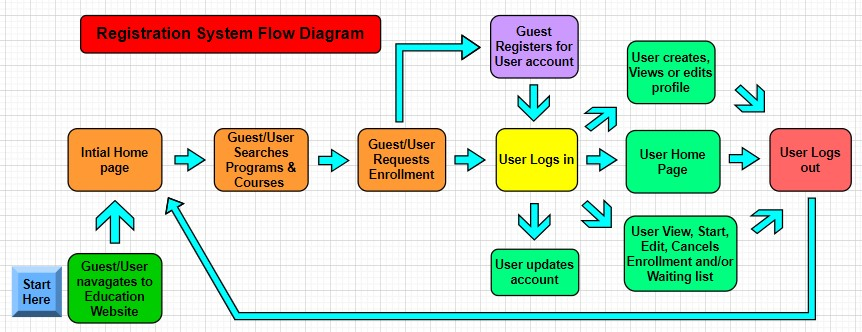 Registration System Flow Diagram
Guest
Registers for
User account
User creates,
Views or edits
profile
Intial Home
page
Guest/User
Searches
Programs &
Courses
Guest/User
Requests
Enrollment
User Logs in
User Home
Page
User Logs
out
Start
Here
Guest/User
navagates to
Education
Website
User updates
account
User View, Start,
Edit, Cancels
Enrollment and/or
Waiting list